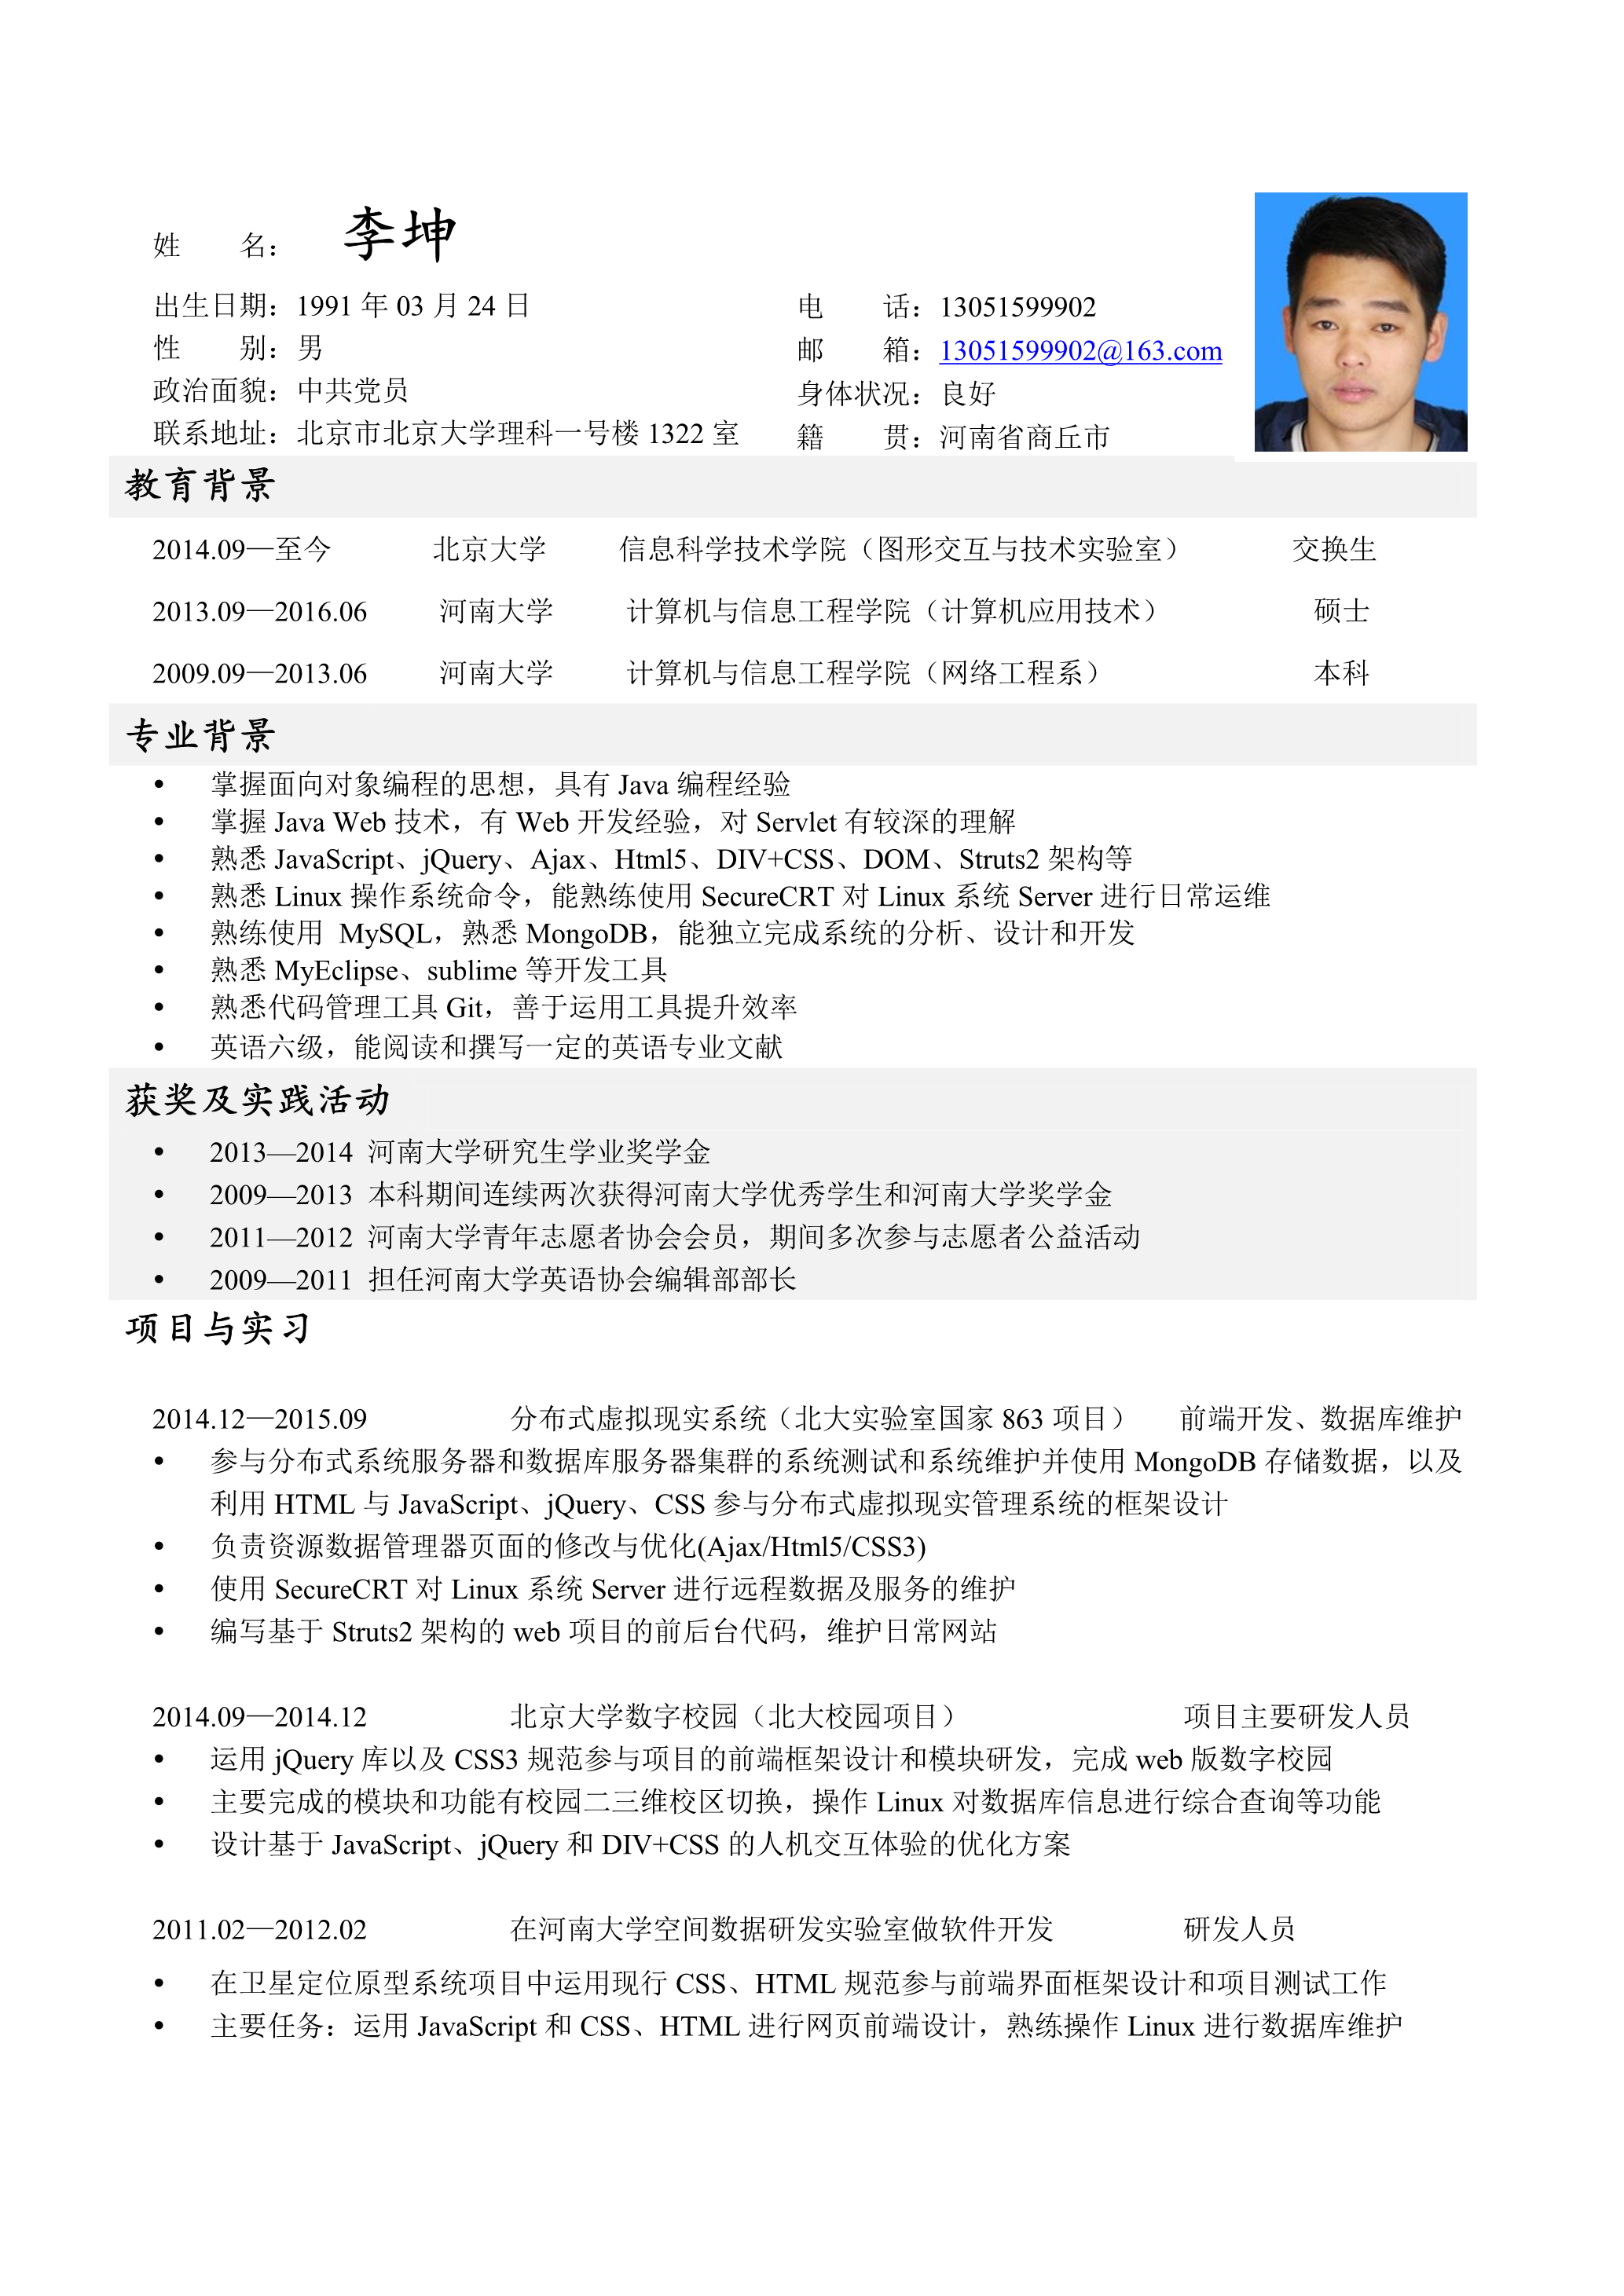 姓 名： 李坤
出生日期：1991 年 03 月 24 日
电 话：13051599902
性 别：男
邮 箱：13051599902@163.com
政治面貌：中共党员
身体状况：良好
联系地址：北京市北京大学理科一号楼 1322 室
籍 贯：河南省商丘市
教育背景
2014.09—至今 北京大学 信息科学技术学院（图形交互与技术实验室） 交换生
2013.09—2016.06 河南大学 计算机与信息工程学院（计算机应用技术） 硕士
2009.09—2013.06 河南大学 计算机与信息工程学院（网络工程系） 本科
专业背景
• 掌握面向对象编程的思想，具有 Java 编程经验
• 掌握 Java Web 技术，有 Web 开发经验，对 Servlet 有较深的理解
• 熟悉 JavaScript、jQuery、Ajax、Html5、DIV+CSS、DOM、Struts2 架构等
• 熟悉 Linux 操作系统命令，能熟练使用 SecureCRT 对 Linux 系统 Server 进行日常运维
• 熟练使用 MySQL，熟悉 MongoDB，能独立完成系统的分析、设计和开发
• 熟悉 MyEclipse、sublime 等开发工具
• 熟悉代码管理工具 Git，善于运用工具提升效率
• 英语六级，能阅读和撰写一定的英语专业文献
获奖及实践活动
• 2013—2014 河南大学研究生学业奖学金
• 2009—2013 本科期间连续两次获得河南大学优秀学生和河南大学奖学金
• 2011—2012 河南大学青年志愿者协会会员，期间多次参与志愿者公益活动
• 2009—2011 担任河南大学英语协会编辑部部长
项目与实习
2014.12—2015.09 分布式虚拟现实系统（北大实验室国家 863 项目） 前端开发、数据库维护
• 参与分布式系统服务器和数据库服务器集群的系统测试和系统维护并使用 MongoDB 存储数据，以及
利用 HTML 与 JavaScript、jQuery、CSS 参与分布式虚拟现实管理系统的框架设计
• 负责资源数据管理器页面的修改与优化(Ajax/Html5/CSS3)
• 使用 SecureCRT 对 Linux 系统 Server 进行远程数据及服务的维护
• 编写基于 Struts2 架构的 web 项目的前后台代码，维护日常网站
2014.09—2014.12 北京大学数字校园（北大校园项目） 项目主要研发人员
• 运用 jQuery 库以及 CSS3 规范参与项目的前端框架设计和模块研发，完成 web 版数字校园
• 主要完成的模块和功能有校园二三维校区切换，操作 Linux 对数据库信息进行综合查询等功能
• 设计基于 JavaScript、jQuery 和 DIV+CSS 的人机交互体验的优化方案
2011.02—2012.02 在河南大学空间数据研发实验室做软件开发 研发人员
• 在卫星定位原型系统项目中运用现行 CSS、HTML 规范参与前端界面框架设计和项目测试工作
• 主要任务：运用 JavaScript 和 CSS、HTML 进行网页前端设计，熟练操作 Linux 进行数据库维护